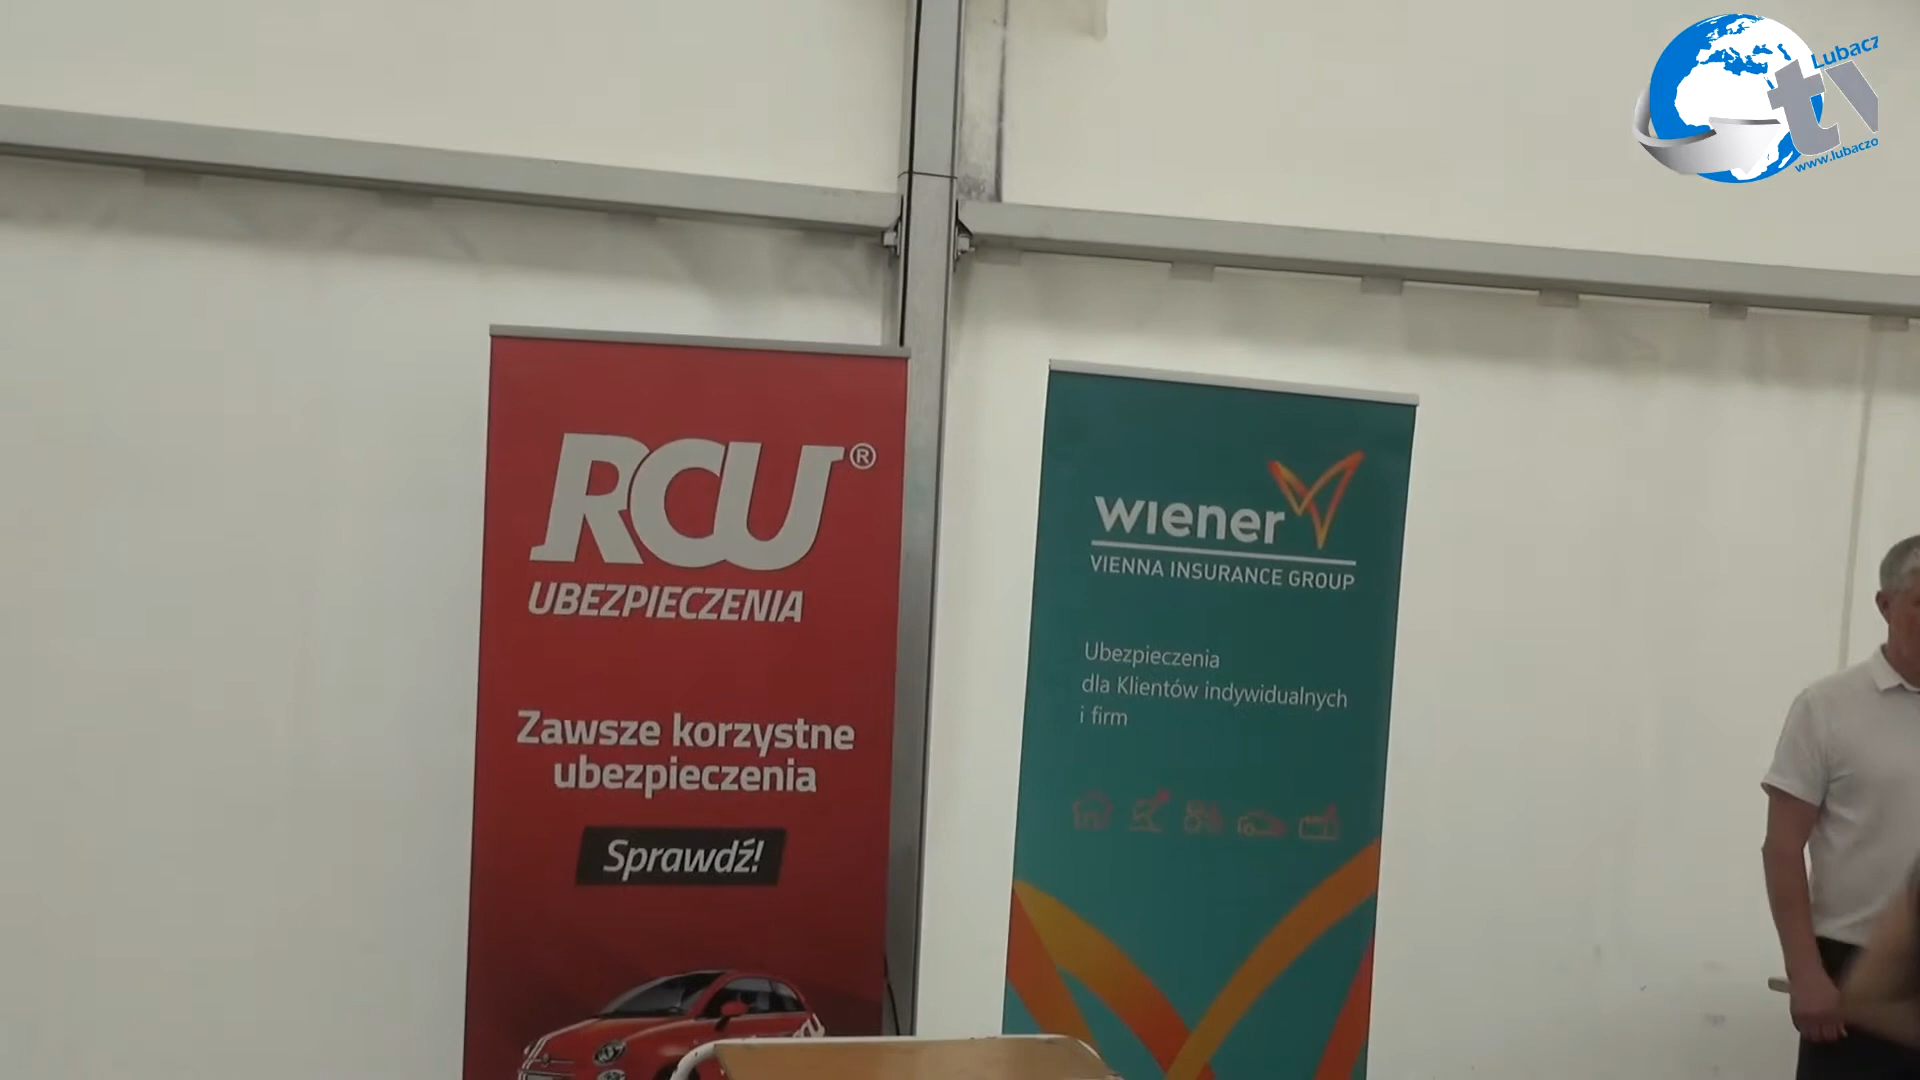 Lubacz
tv
www.lubaczo
RCU®
UBEZPIECZENIA
Zawsze korzystne
ubezpieczenia
Sprawdź!
RCU
wiener
VIENNA INSURANCE GROUP
Ubezpieczenia
dla Klientów indywidualnych
i firm